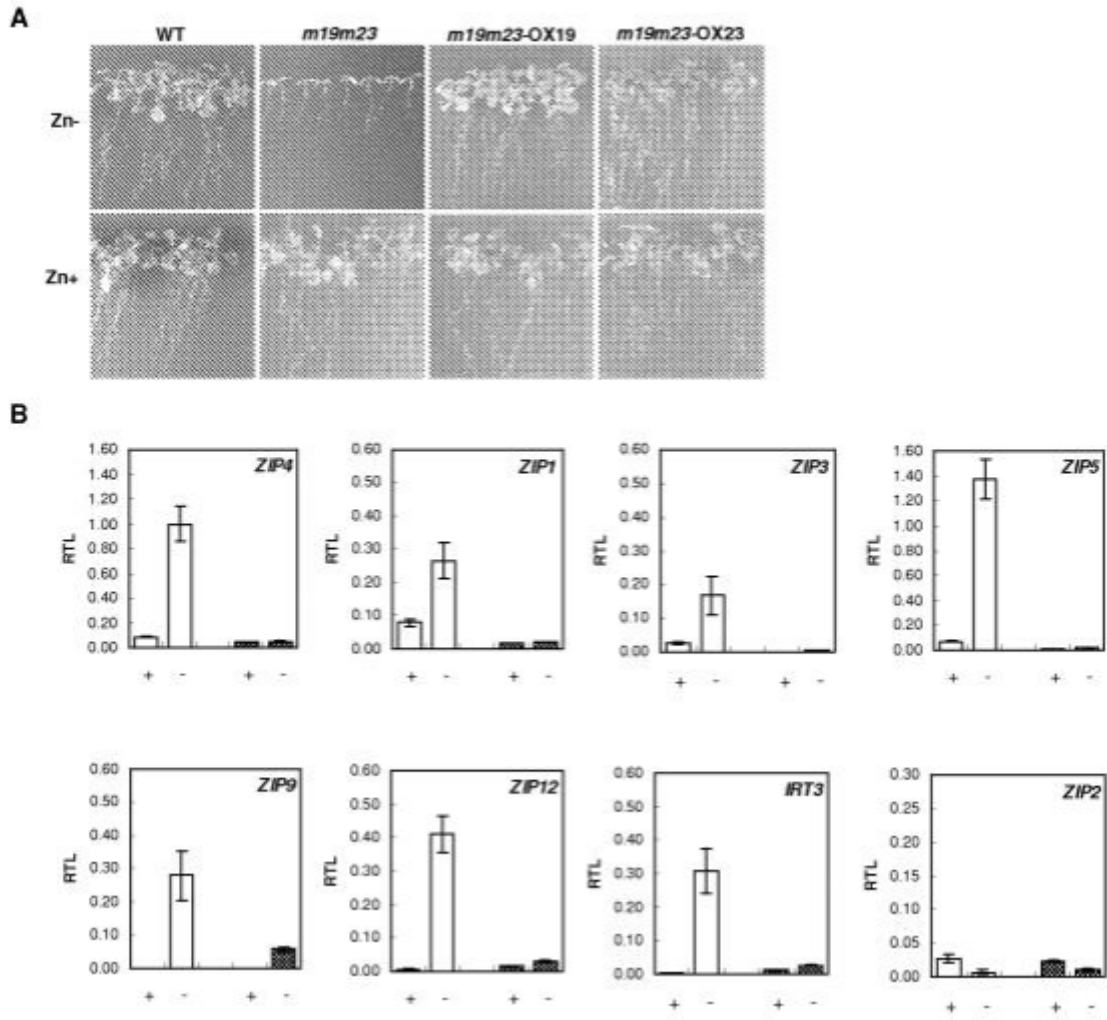 A
WT m19m23 m19m23-OX19 m19m23-OX23
Zn-
Zn+
B
1.60 1.40 1.20 1.00 0.80 0.60 0.40 0.20 0.00 RTL ZIP4 + - + -
0.60 0.50 0.40 0.30 0.20 0.10 0.00 RTL ZIP1 + - + -
0.60 0.50 0.40 0.30 0.20 0.10 0.00 RTL ZIP3 + - + -
1.60 1.40 1.20 1.00 0.80 0.60 0.40 0.20 0.00 RTL ZIP5 + - + -
0.60 0.50 0.40 0.30 0.20 0.10 0.00 RTL ZIP9 + - + -
0.60 0.50 0.40 0.30 0.20 0.10 0.00 RTL ZIP12 + - + -
0.60 0.50 0.40 0.30 0.20 0.10 0.00 RTL IRT3 + - + -
0.30 0.25 0.20 0.15 0.10 0.05 0.00 RTL ZIP2 + - + -